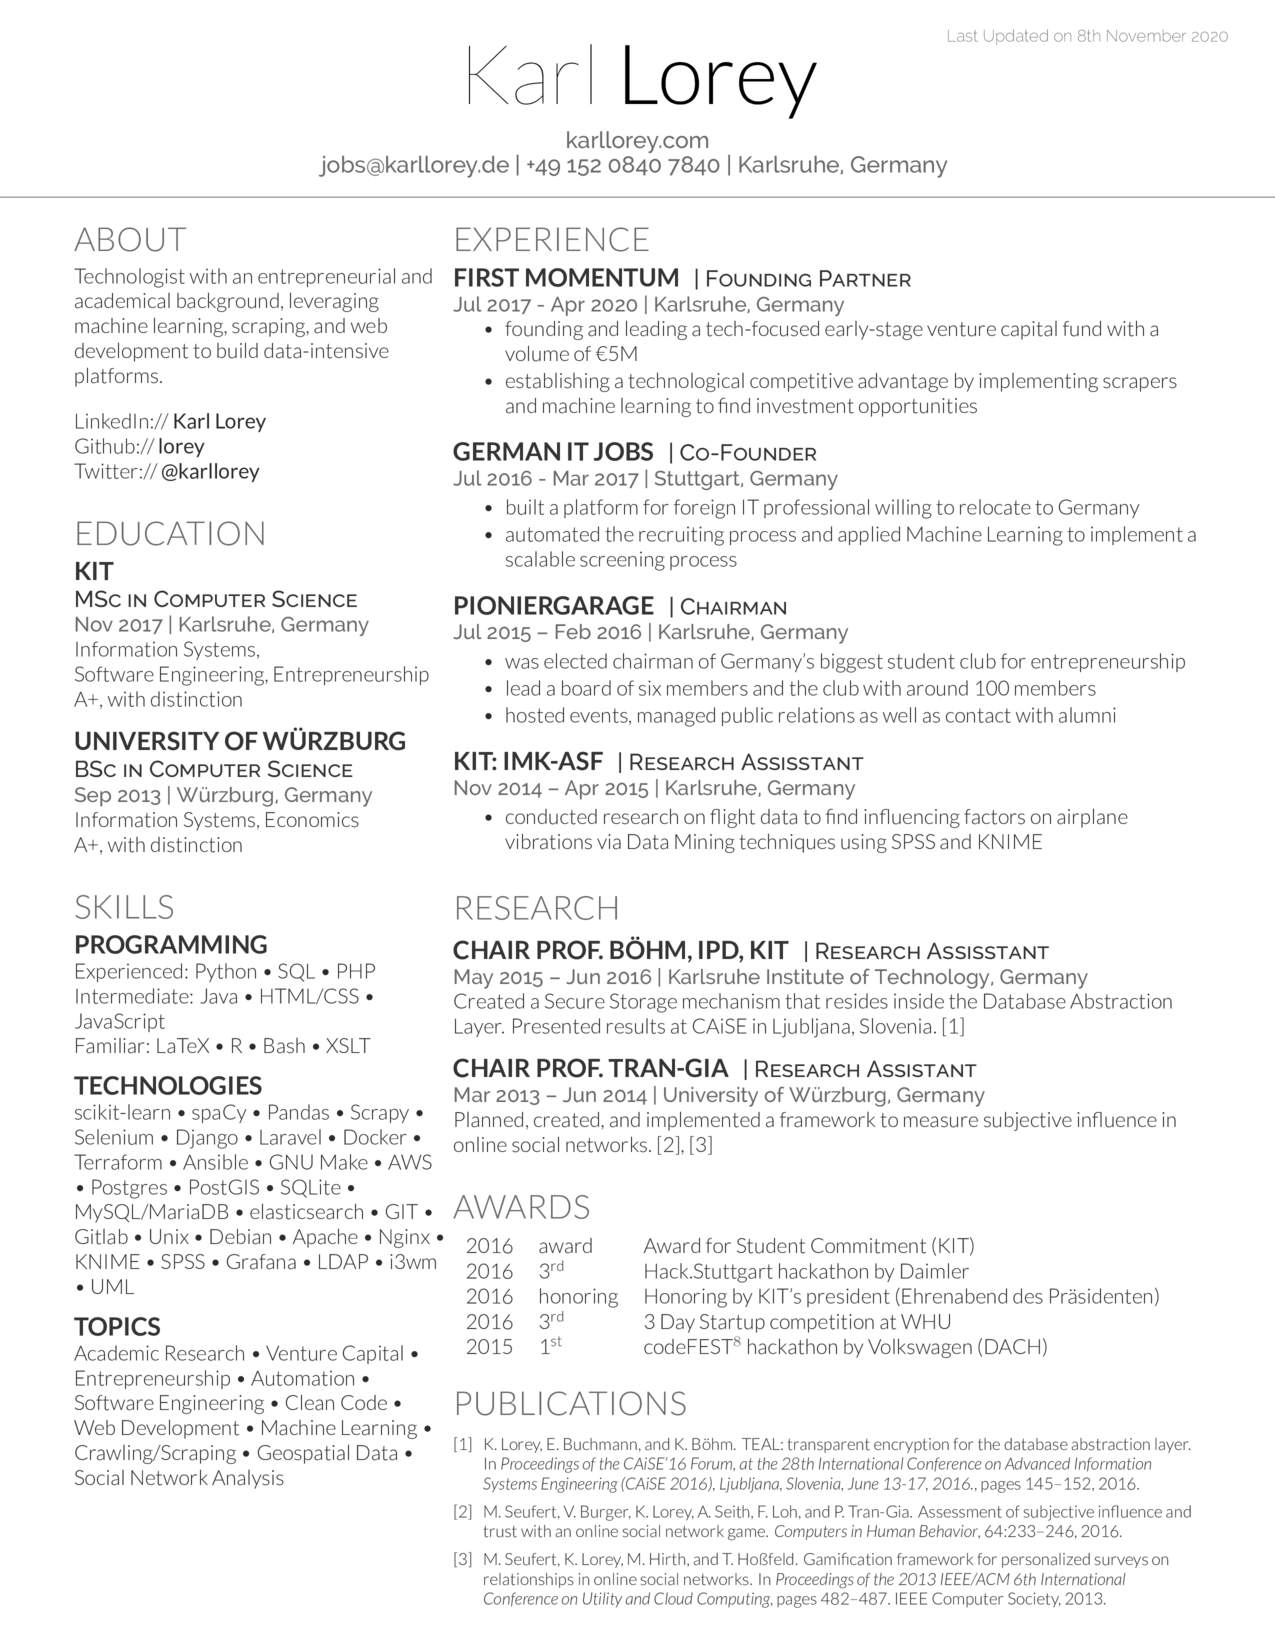 Last Updated on 8th November 2020
Karl Lorey
karllorey.com
jobs@karllorey.de | +49 152 0840 7840 | Karlsruhe, Germany
ABOUT
Technologist with an entrepreneurial and
academical background, leveraging
machine learning, scraping, and web
development to build data-intensive
platforms.
LinkedIn:// Karl Lorey
Github:// lorey
Twitter:// @karllorey
EDUCATION
KIT
MSc in Computer Science
Nov 2017 | Karlsruhe, Germany
Information Systems,
Software Engineering, Entrepreneurship
A+, with distinction
UNIVERSITY OF WÜRZBURG
BSc in Computer Science
Sep 2013 | Würzburg, Germany
Information Systems, Economics
A+, with distinction
SKILLS
PROGRAMMING
Experienced: Python • SQL • PHP
Intermediate: Java • HTML/CSS •
JavaScript
Familiar: LaTeX • R • Bash • XSLT
TECHNOLOGIES
scikit-learn • spaCy • Pandas • Scrapy •
Selenium • Django • Laravel • Docker •
Terraform • Ansible • GNU Make • AWS
• Postgres • PostGIS • SQLite •
MySQL/MariaDB • elasticsearch • GIT •
Gitlab • Unix • Debian • Apache • Nginx •
KNIME • SPSS • Grafana • LDAP • i3wm
• UML
TOPICS
Academic Research • Venture Capital •
Entrepreneurship • Automation •
Software Engineering • Clean Code •
Web Development • Machine Learning •
Crawling/Scraping • Geospatial Data •
Social Network Analysis
EXPERIENCE
FIRST MOMENTUM | Founding Partner
Jul 2017 - Apr 2020 | Karlsruhe, Germany
• founding and leading a tech-focused early-stage venture capital fund with a
volume of €5M
• establishing a technological competitive advantage by implementing scrapers
and machine learning to find investment opportunities
GERMAN IT JOBS | Co-Founder
Jul 2016 - Mar 2017 | Stuttgart, Germany
• built a platform for foreign IT professional willing to relocate to Germany
• automated the recruiting process and applied Machine Learning to implement a
scalable screening process
PIONIERGARAGE | Chairman
Jul 2015 – Feb 2016 | Karlsruhe, Germany
• was elected chairman of Germany’s biggest student club for entrepreneurship
• lead a board of six members and the club with around 100 members
• hosted events, managed public relations as well as contact with alumni
KIT: IMK-ASF | Research Assisstant
Nov 2014 – Apr 2015 | Karlsruhe, Germany
• conducted research on flight data to find influencing factors on airplane
vibrations via Data Mining techniques using SPSS and KNIME
RESEARCH
CHAIR PROF. BÖHM, IPD, KIT | Research Assisstant
May 2015 – Jun 2016 | Karlsruhe Institute of Technology, Germany
Created a Secure Storage mechanism that resides inside the Database Abstraction
Layer. Presented results at CAiSE in Ljubljana, Slovenia. [1]
CHAIR PROF. TRAN-GIA | Research Assistant
Mar 2013 – Jun 2014 | University of Würzburg, Germany
Planned, created, and implemented a framework to measure subjective influence in
online social networks. [2], [3]
AWARDS
2016 award Award for Student Commitment (KIT)
2016 3rd Hack.Stuttgart hackathon by Daimler
2016 honoring Honoring by KIT’s president (Ehrenabend des Präsidenten)
2016 3rd 3 Day Startup competition at WHU
2015 1st codeFEST8 hackathon by Volkswagen (DACH)
PUBLICATIONS
[1] K. Lorey, E. Buchmann, and K. Böhm. TEAL: transparent encryption for the database abstraction layer.
In Proceedings of the CAiSE’16 Forum, at the 28th International Conference on Advanced Information
Systems Engineering (CAiSE 2016), Ljubljana, Slovenia, June 13-17, 2016., pages 145–152, 2016.
[2] M. Seufert, V. Burger, K. Lorey, A. Seith, F. Loh, and P. Tran-Gia. Assessment of subjective influence and
trust with an online social network game. Computers in Human Behavior, 64:233–246, 2016.
[3] M. Seufert, K. Lorey, M. Hirth, and T. Hoßfeld. Gamification framework for personalized surveys on
relationships in online social networks. In Proceedings of the 2013 IEEE/ACM 6th International
Conference on Utility and Cloud Computing, pages 482–487. IEEE Computer Society, 2013.